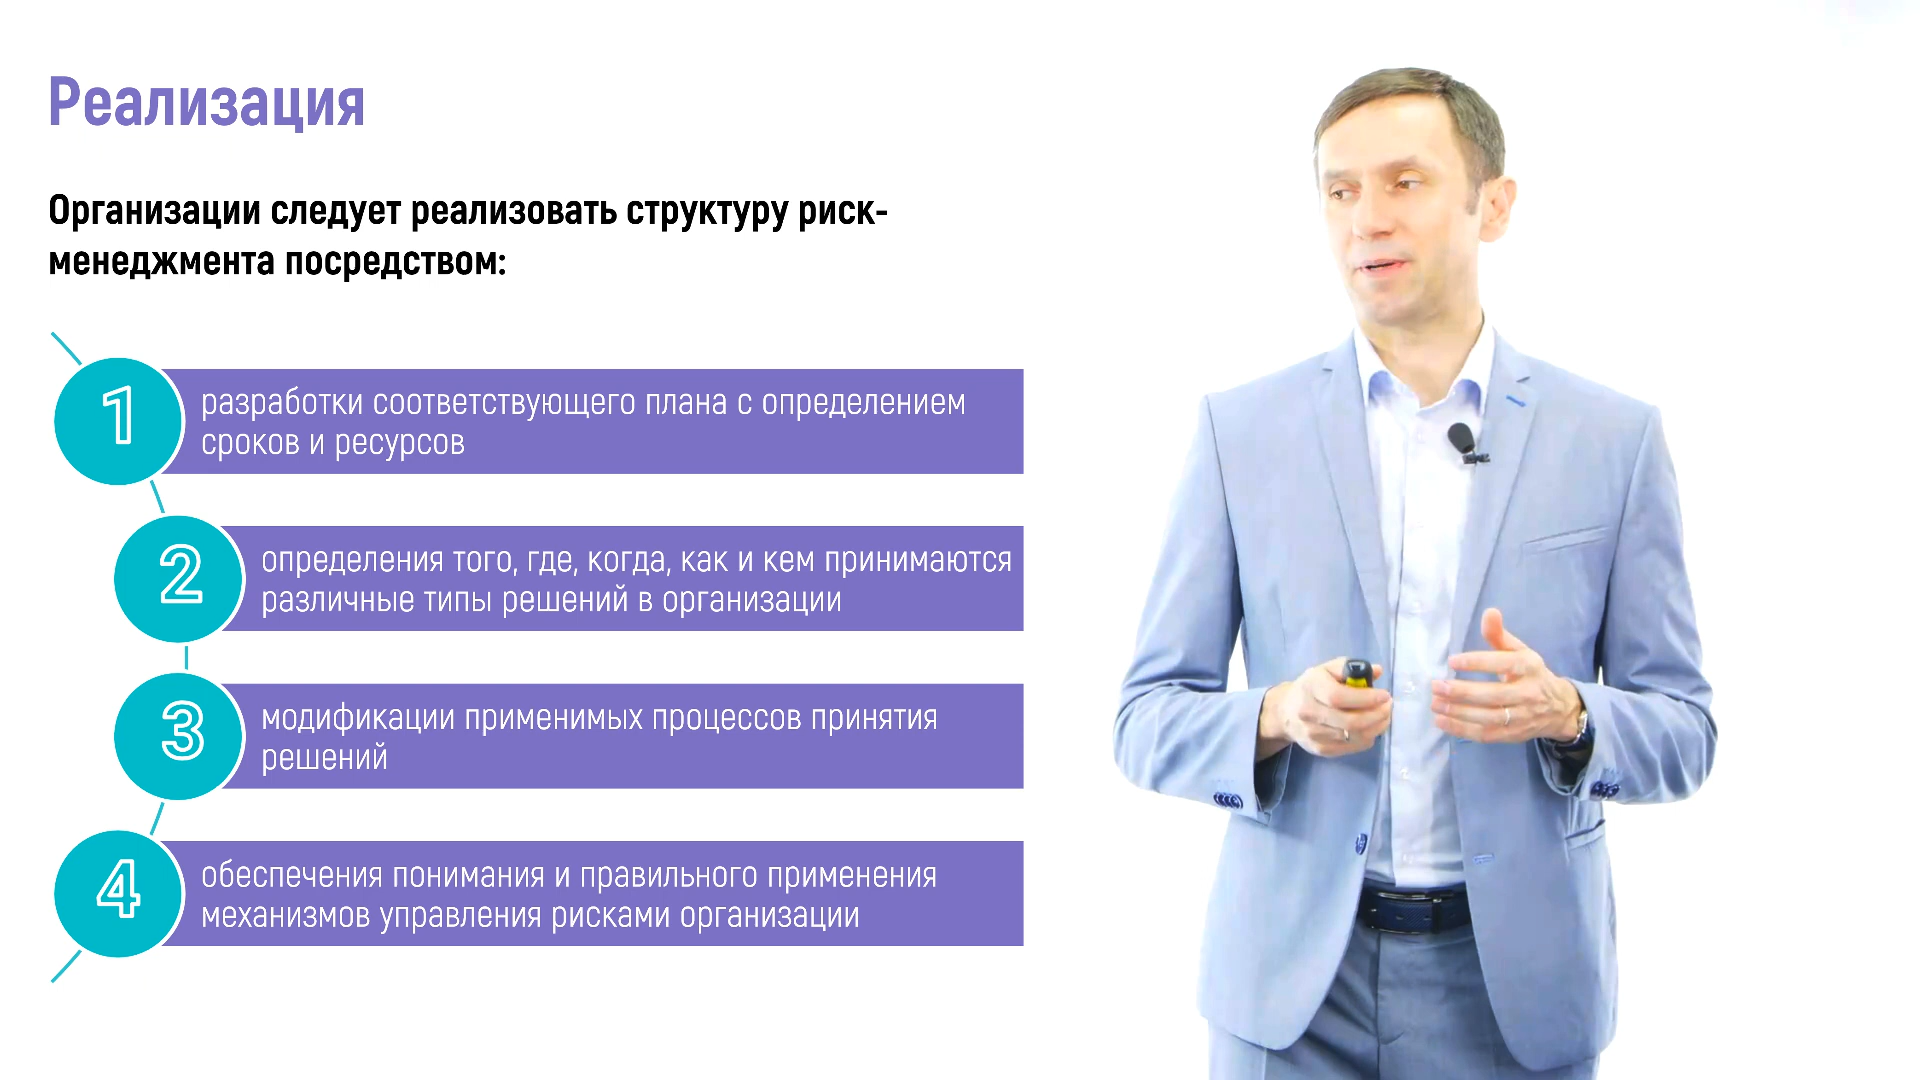 Реализация
Организации следует реализовать структуру риск-
менеджмента посредством:
1
разработки соответствующего плана с определением
сроков и ресурсов
2
определения того, где, когда, как и кем принимаются
различные типы решений в организации
3
модификации применимых процессов принятия
решений
4
обеспечения понимания и правильного применения
механизмов управления рисками организации